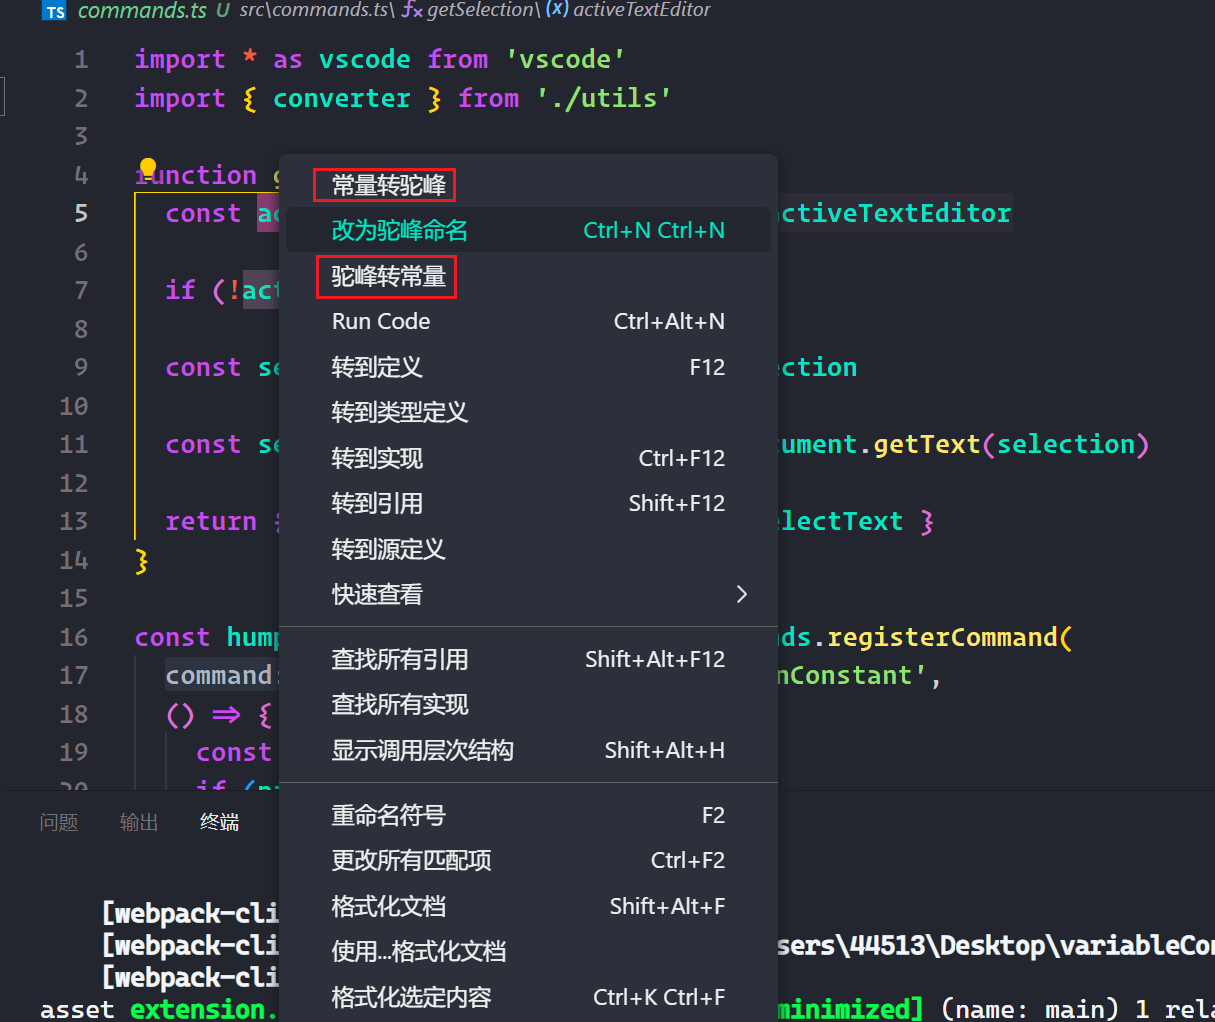 TS commands.ts U src\commands.ts\ getSelection\ (x) activeTextEditor
1 import * as vscode from 'vscode'
2 import { converter } from './utils'
3
4 function
5 const ctiveTextEditor
6
7 if (!act
8
9 const se ection
10
11 const se ument.getText(selection)
12
13 return { lectText }
14 }
15
16 const hump ds.registerCommand(
17 command: nConstant',
18 () => {
19 const
20 if
常量转驼峰
改为驼峰命名 Ctrl+N Ctrl+N
驼峰转常量
Run Code Ctrl+Alt+N
转到定义 F12
转到类型定义
转到实现 Ctrl+F12
转到引用 Shift+F12
转到源定义
快速查看
查找所有引用 Shift+Alt+F12
查找所有实现
显示调用层次结构 Shift+Alt+H
重命名符号 F2
更改所有匹配项 Ctrl+F2
格式化文档 Shift+Alt+F
使用...格式化文档
格式化选定内容 Ctrl+K Ctrl+F
问题 输出 终端
[webpack-cli
[webpack-cli sers\44513\Desktop\variableCon
[webpack-cli
asset extension. minimized] (name: main) 1 rela